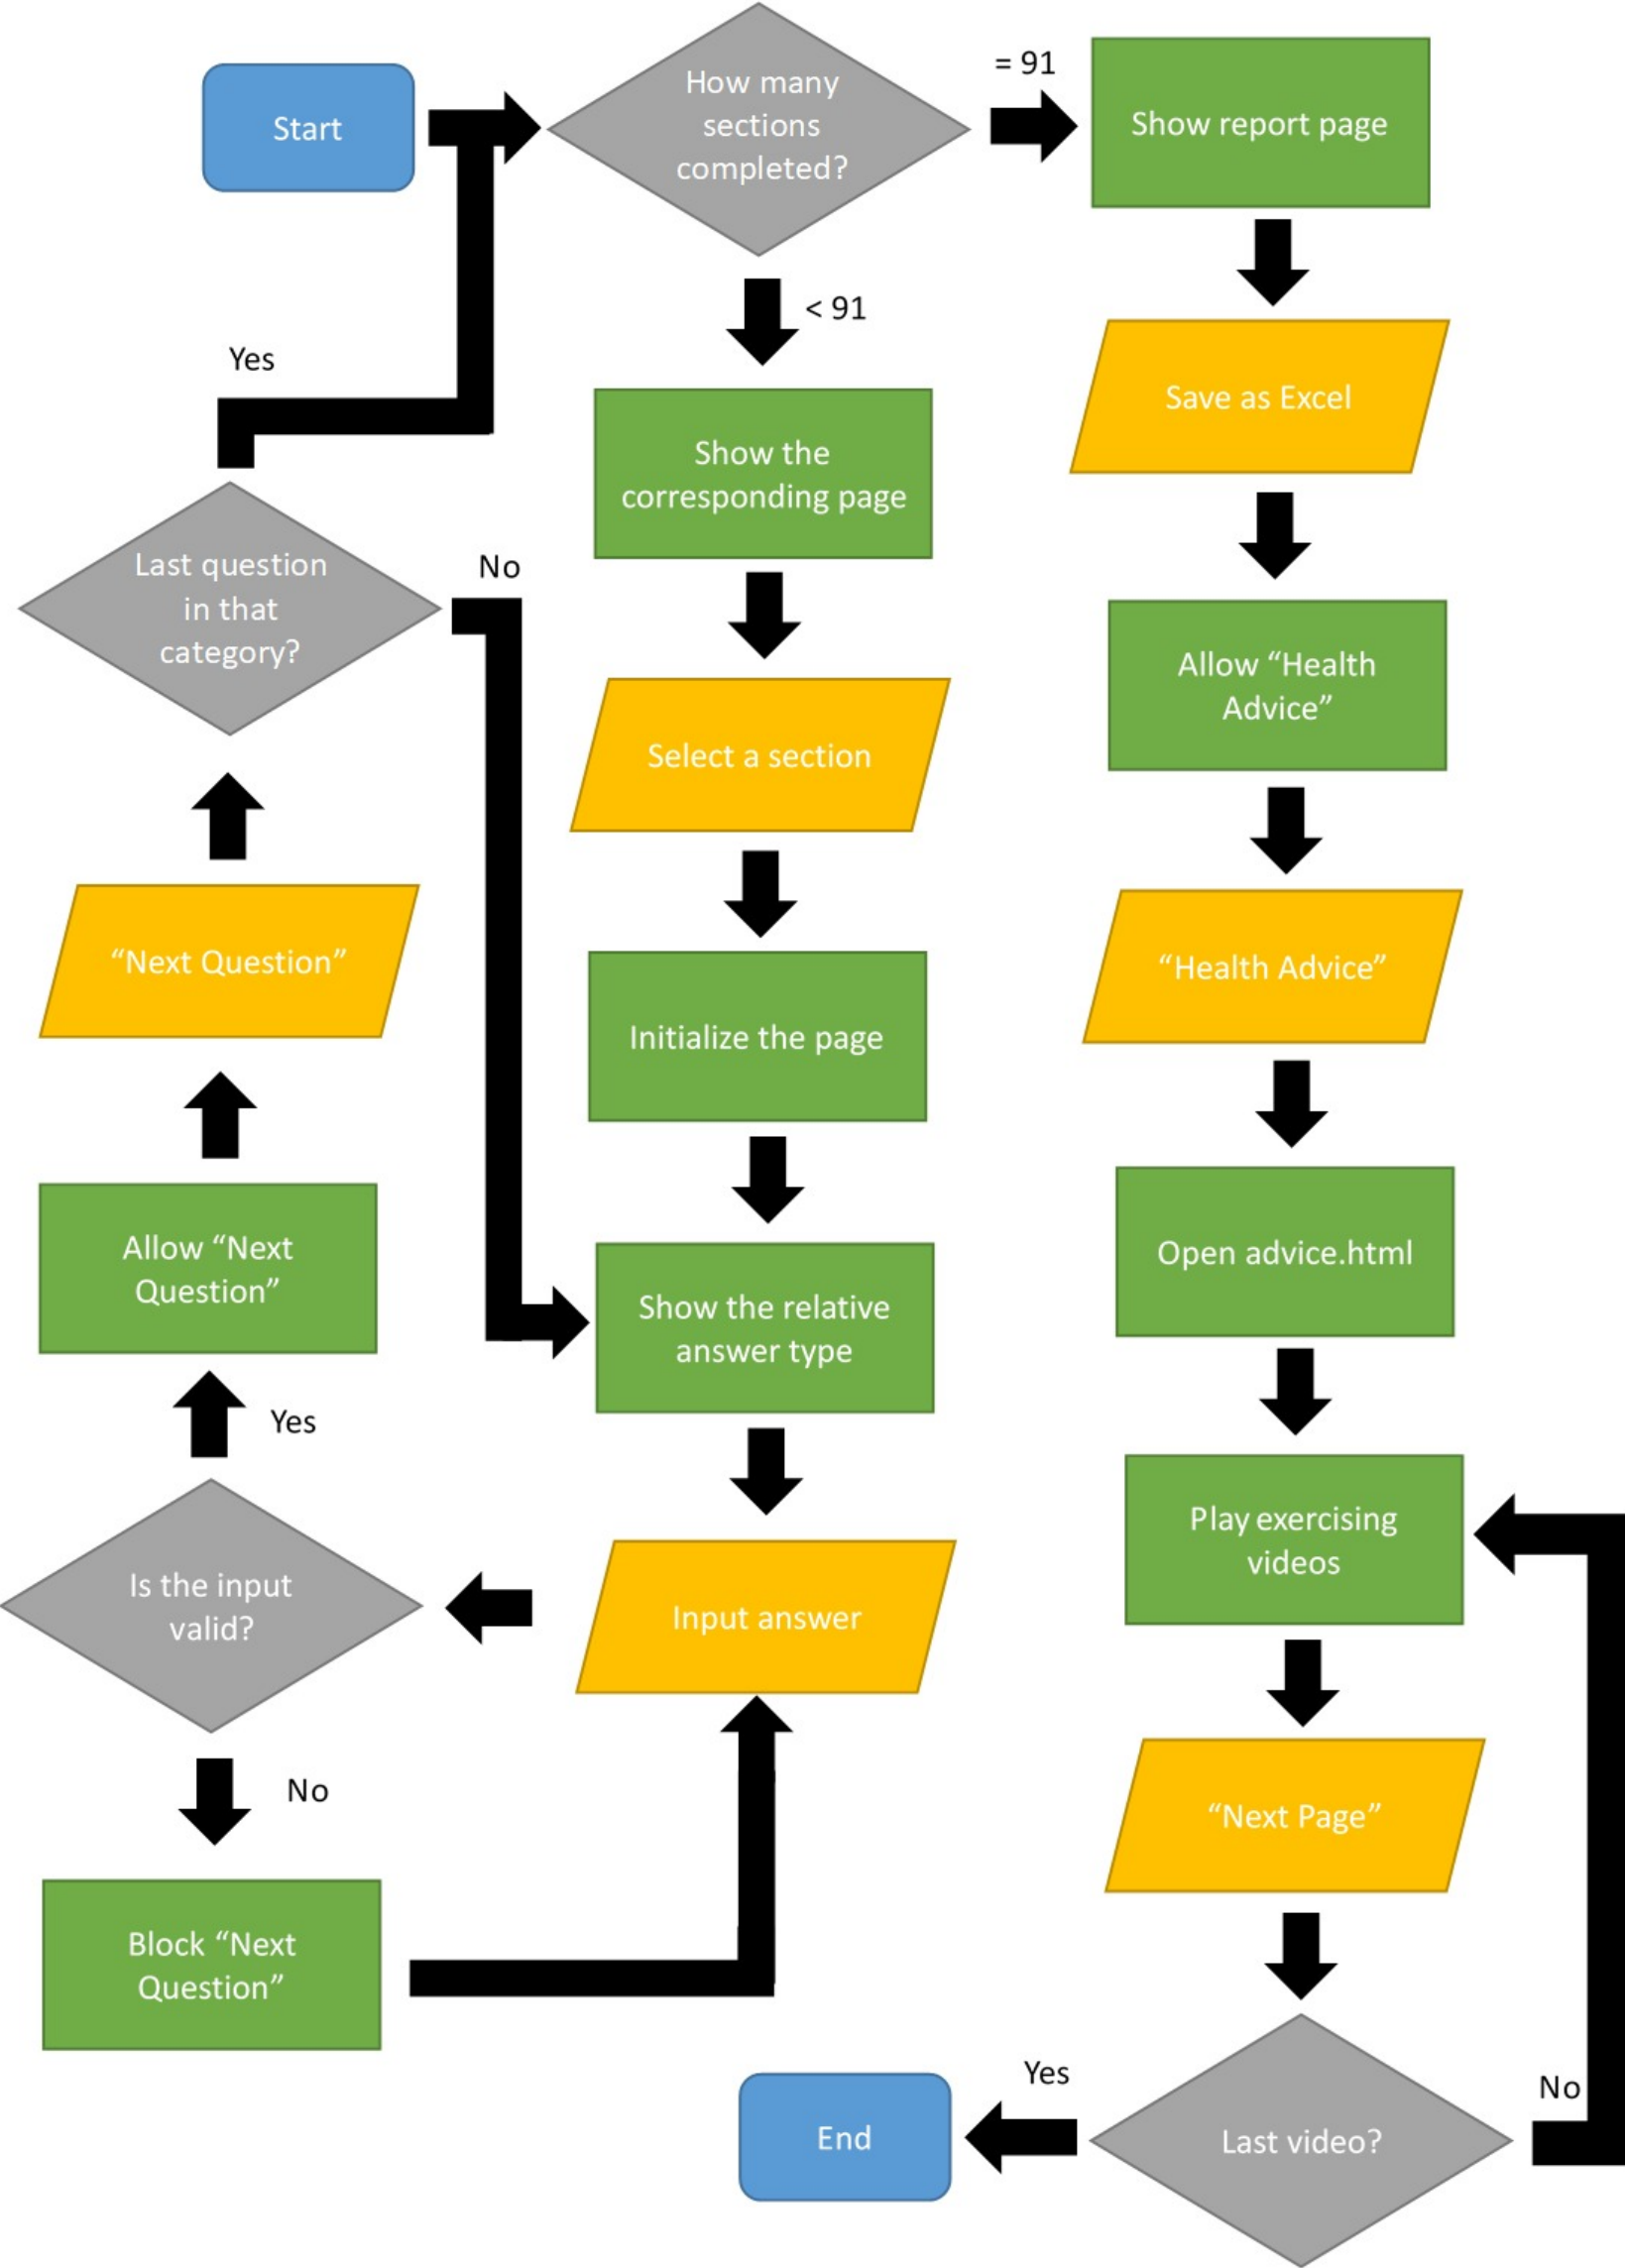 Start
How many
sections
completed?
= 91
Show report page
< 91
Yes
Save as Excel
Show the
corresponding page
Last question
in that
category?
No
Allow “Health
Advice”
Select a section
“Next Question”
“Health Advice”
Initialize the page
Allow “Next
Question”
Open advice.html
Show the relative
answer type
Yes
Play exercising
videos
Is the input
valid?
Input answer
No
“Next Page”
Block “Next
Question”
Yes
No
End
Last video?